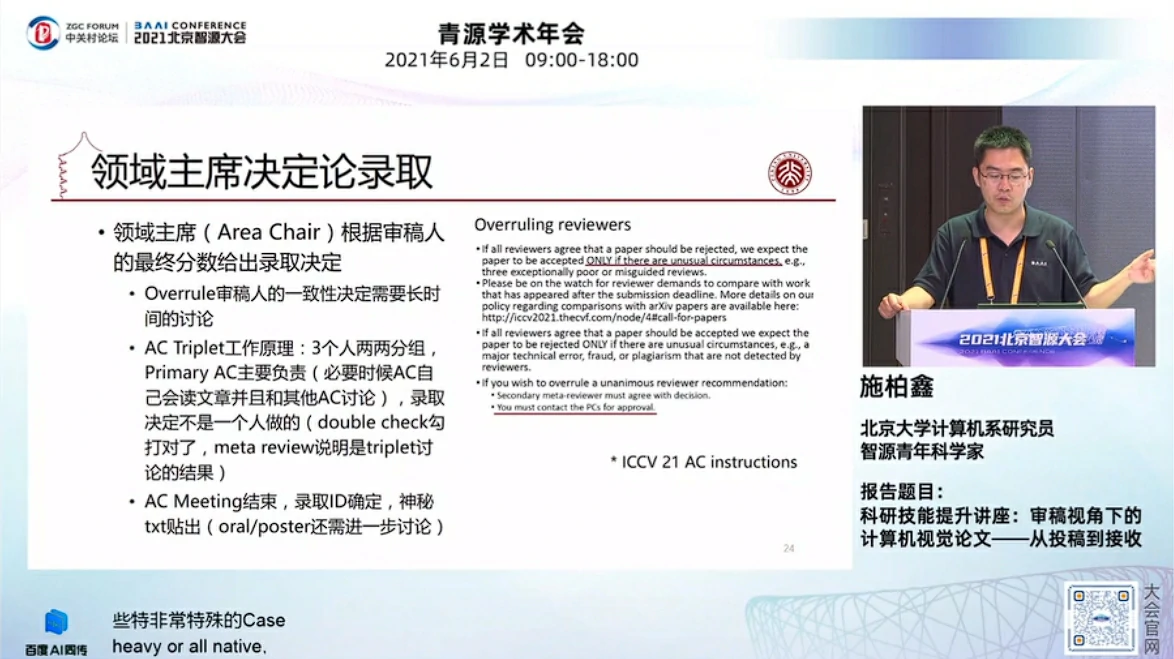 ZGC FORUM
中关村论坛
BAAI CONFERENCE
2021北京智源大会
青源学术年会
2021年6月2日 09:00-18:00
领域主席决定论录取
• 领域主席（Area Chair）根据审稿人
的最终分数给出录取决定
• Overrule审稿人的一致性决定需要长时
间的讨论
• AC Triplet工作原理：3个人两两分组，
Primary AC主要负责（必要时候AC自
己会读文章并且和其他AC讨论），录取
决定不是一个人做的（double check勾
打对了，meta review说明是triplet讨
论的结果）
• AC Meeting结束，录取ID确定，神秘
txt贴出（oral/poster还需进一步讨论）
Overruling reviewers
• If all reviewers agree that a paper should be rejected, we expect the
paper to be accepted ONLY if there are unusual circumstances, e.g.,
three exceptionally poor or misguided reviews.
• Please be on the watch for reviewer demands to compare with work
that has appeared after the submission deadline. More details on our
policy regarding comparisons with arXiv papers are available here:
http://iccv2021.thecvf.com/node/4#call-for-papers
• If all reviewers agree that a paper should be accepted we expect the
paper to be rejected ONLY if there are unusual circumstances, e.g., a
major technical error, fraud, or plagiarism that are not detected by
reviewers.
• If you wish to overrule a unanimous reviewer recommendation:
• Secondary meta-reviewer must agree with decision.
• You must contact the PCs for approval.
* ICCV 21 AC instructions
24
BAAI
2021北京智源大会
2021 BAAI CONFERENCE
施柏鑫
北京大学计算机系研究员
智源青年科学家
报告题目：
科研技能提升讲座：审稿视角下的
计算机视觉论文——从投稿到接收
百度AI同传
些特非常特殊的Case
heavy or all native,
大会官网